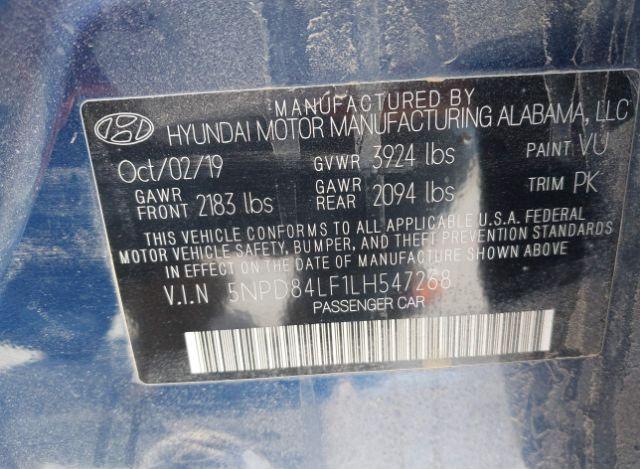 MANUFACTURED BY
HYUNDAI MOTOR MANUFACTURING ALABAMA, LLC
Oct/02/19 GVWR 3924 lbs PAINT VU
GAWR FRONT 2183 lbs GAWR REAR 2094 lbs TRIM PK
THIS VEHICLE CONFORMS TO ALL APPLICABLE U.S.A. FEDERAL
MOTOR VEHICLE SAFETY, BUMPER, AND THEFT PREVENTION STANDARDS
IN EFFECT ON THE DATE OF MANUFACTURE SHOWN ABOVE
V.I.N 5NPD84LF1LH547268
PASSENGER CAR